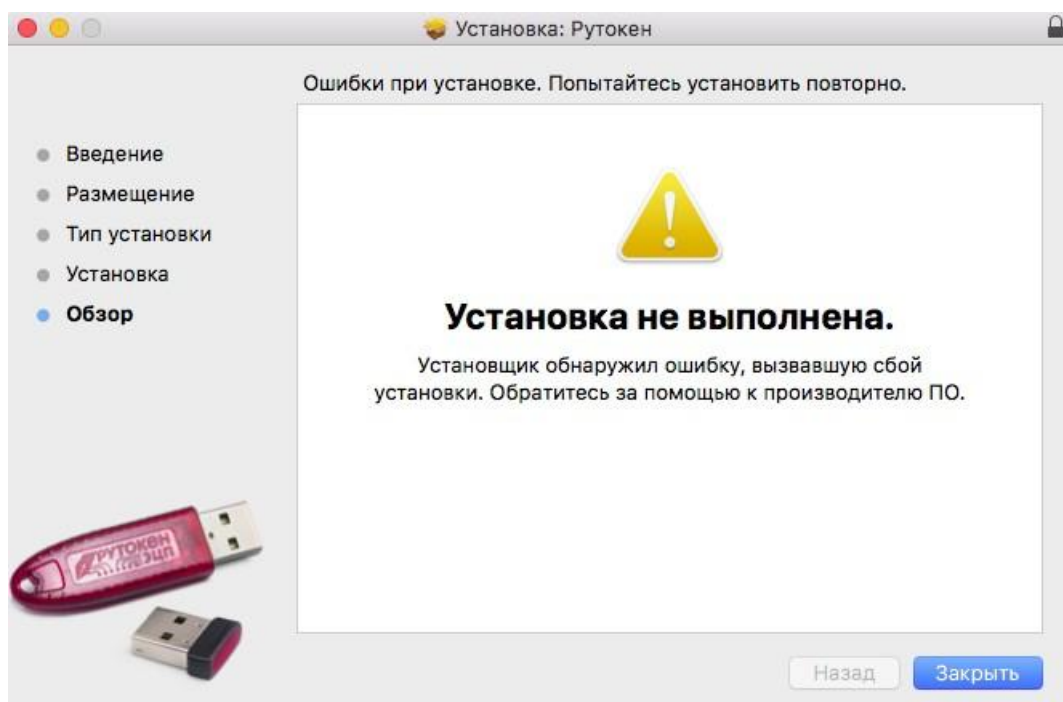 Установка: Рутокен
Ошибки при установке. Попытайтесь установить повторно.
Введение
Размещение
Тип установки
Установка
Обзор
Установка не выполнена.
Установщик обнаружил ошибку, вызвавшую сбой
установки. Обратитесь за помощью к производителю ПО.
РУТОКЕН
ЭЦП
Назад
Закрыть